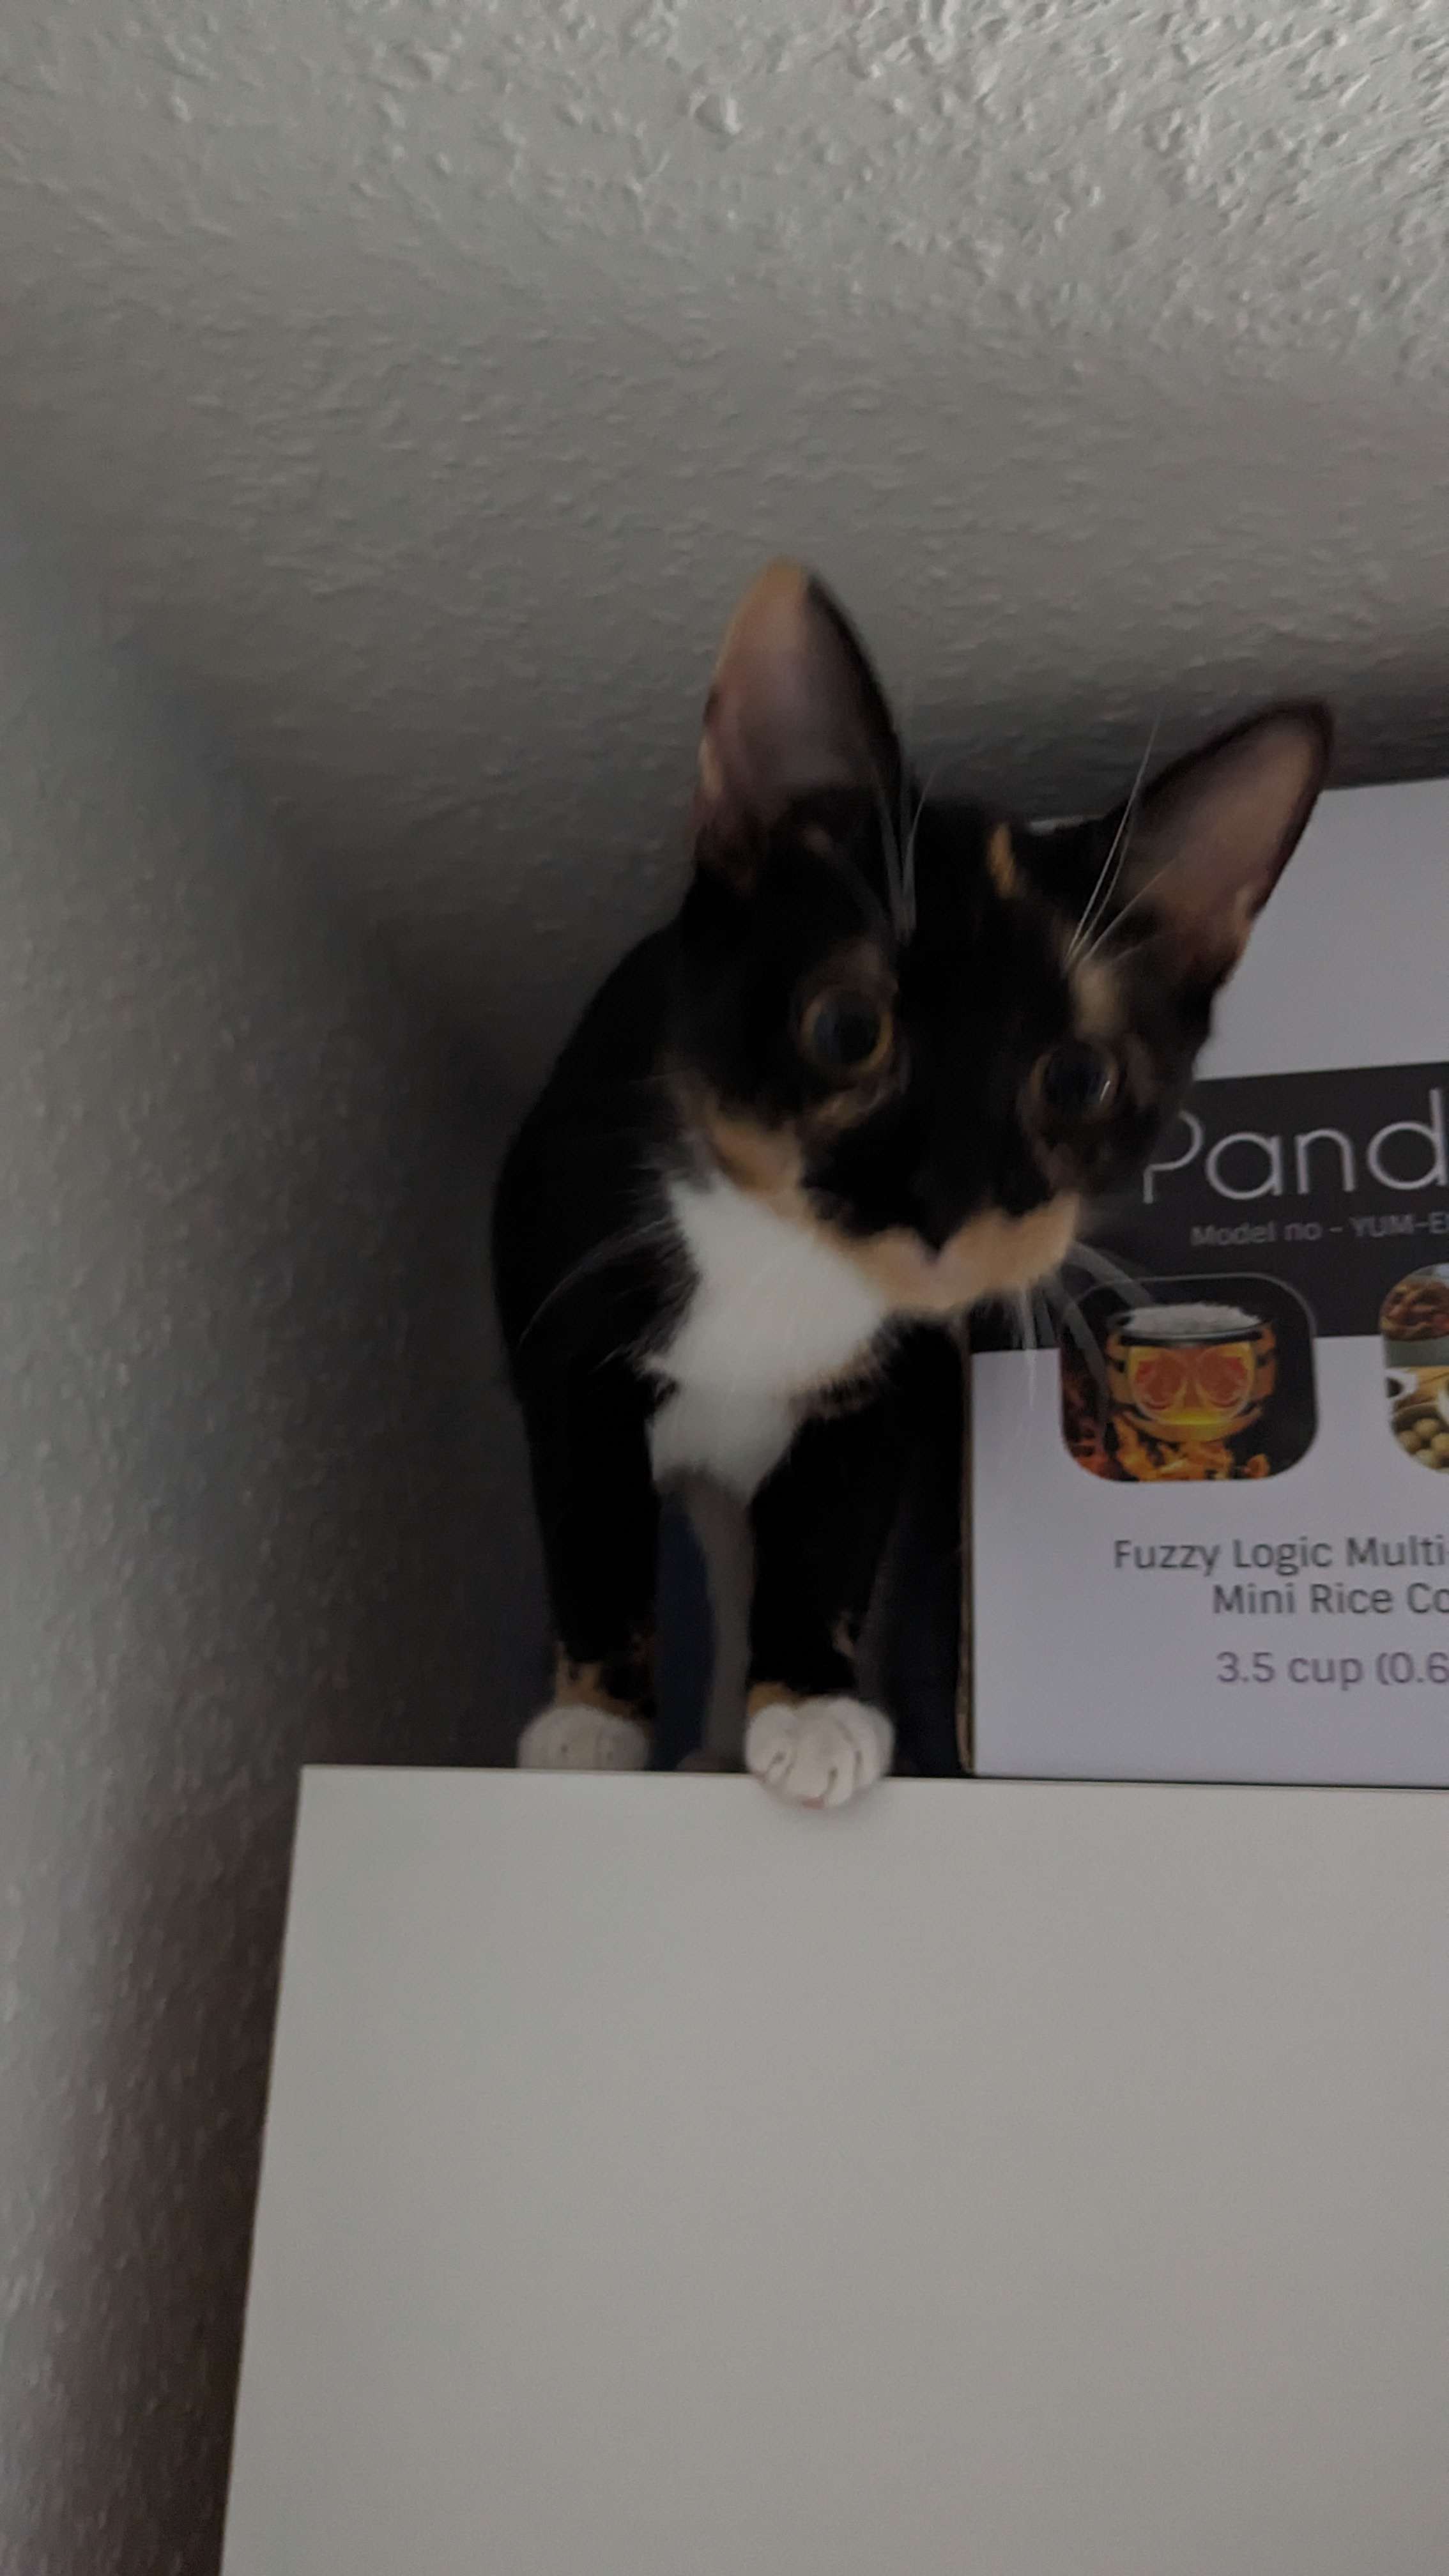 Pand
Model no - YUM-E
Fuzzy Logic Multi-
Mini Rice Co
3.5 cup (0.6